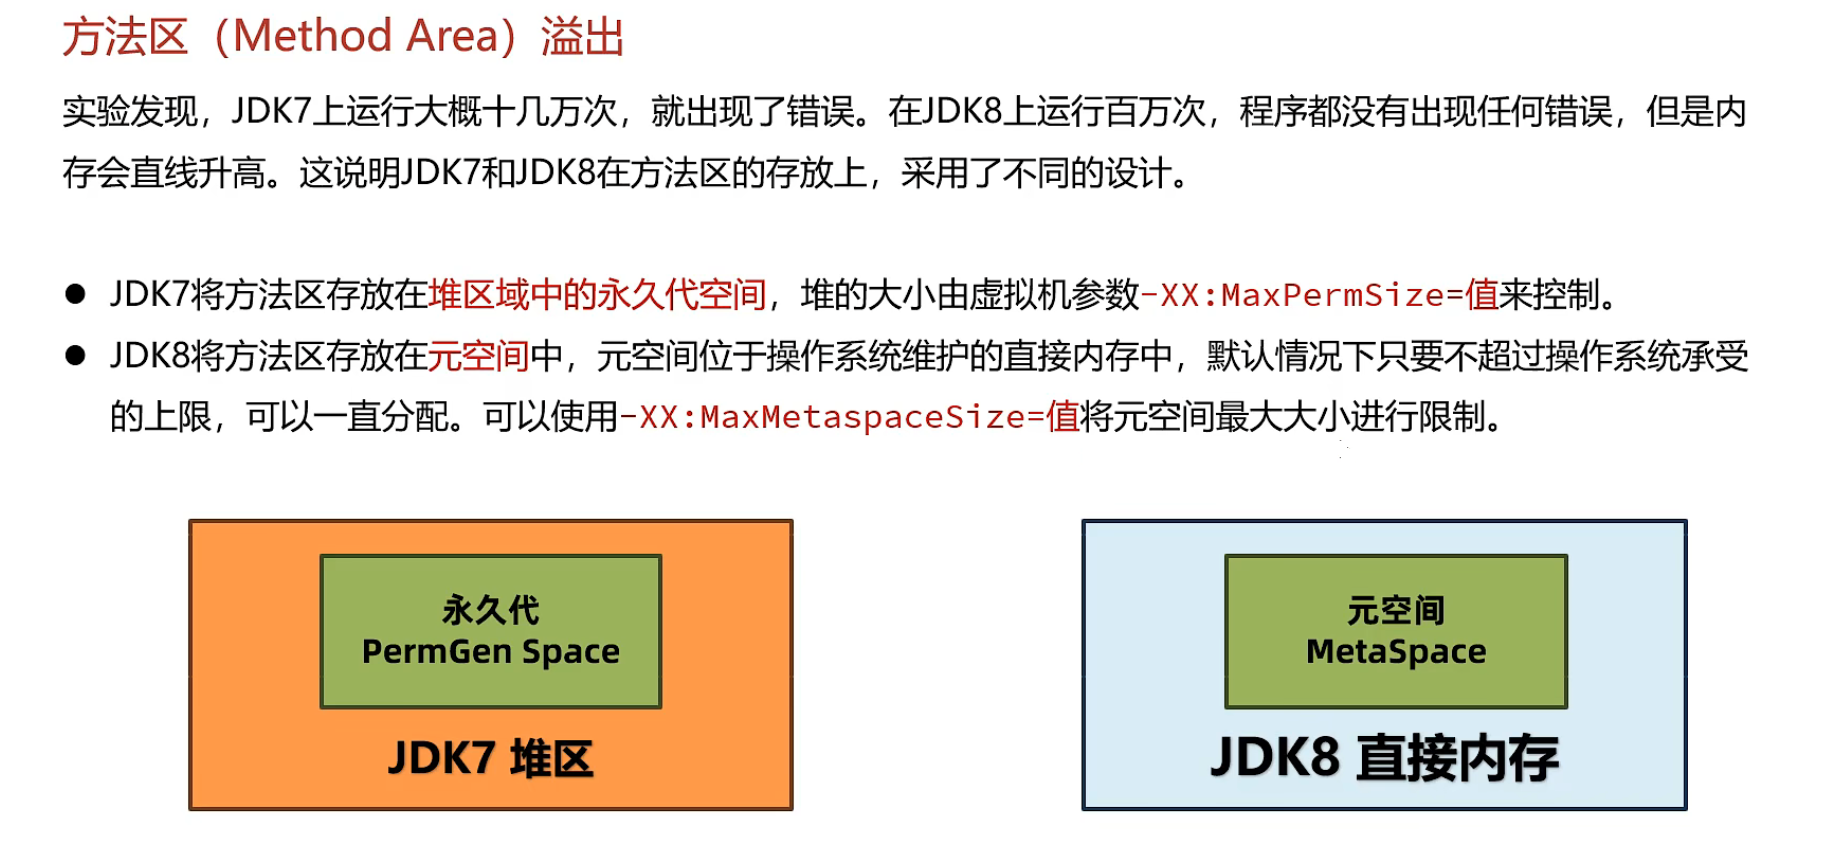 方法区（Method Area）溢出
实验发现，JDK7上运行大概十几万次，就出现了错误。在JDK8上运行百万次，程序都没有出现任何错误，但是内
存会直线升高。这说明JDK7和JDK8在方法区的存放上，采用了不同的设计。
● JDK7将方法区存放在堆区域中的永久代空间，堆的大小由虚拟机参数-XX:MaxPermSize=值来控制。
● JDK8将方法区存放在元空间中，元空间位于操作系统维护的直接内存中，默认情况下只要不超过操作系统承受
的上限，可以一直分配。可以使用-XX:MaxMetaspaceSize=值将元空间最大大小进行限制。
永久代
PermGen Space
JDK7 堆区
元空间
MetaSpace
JDK8 直接内存